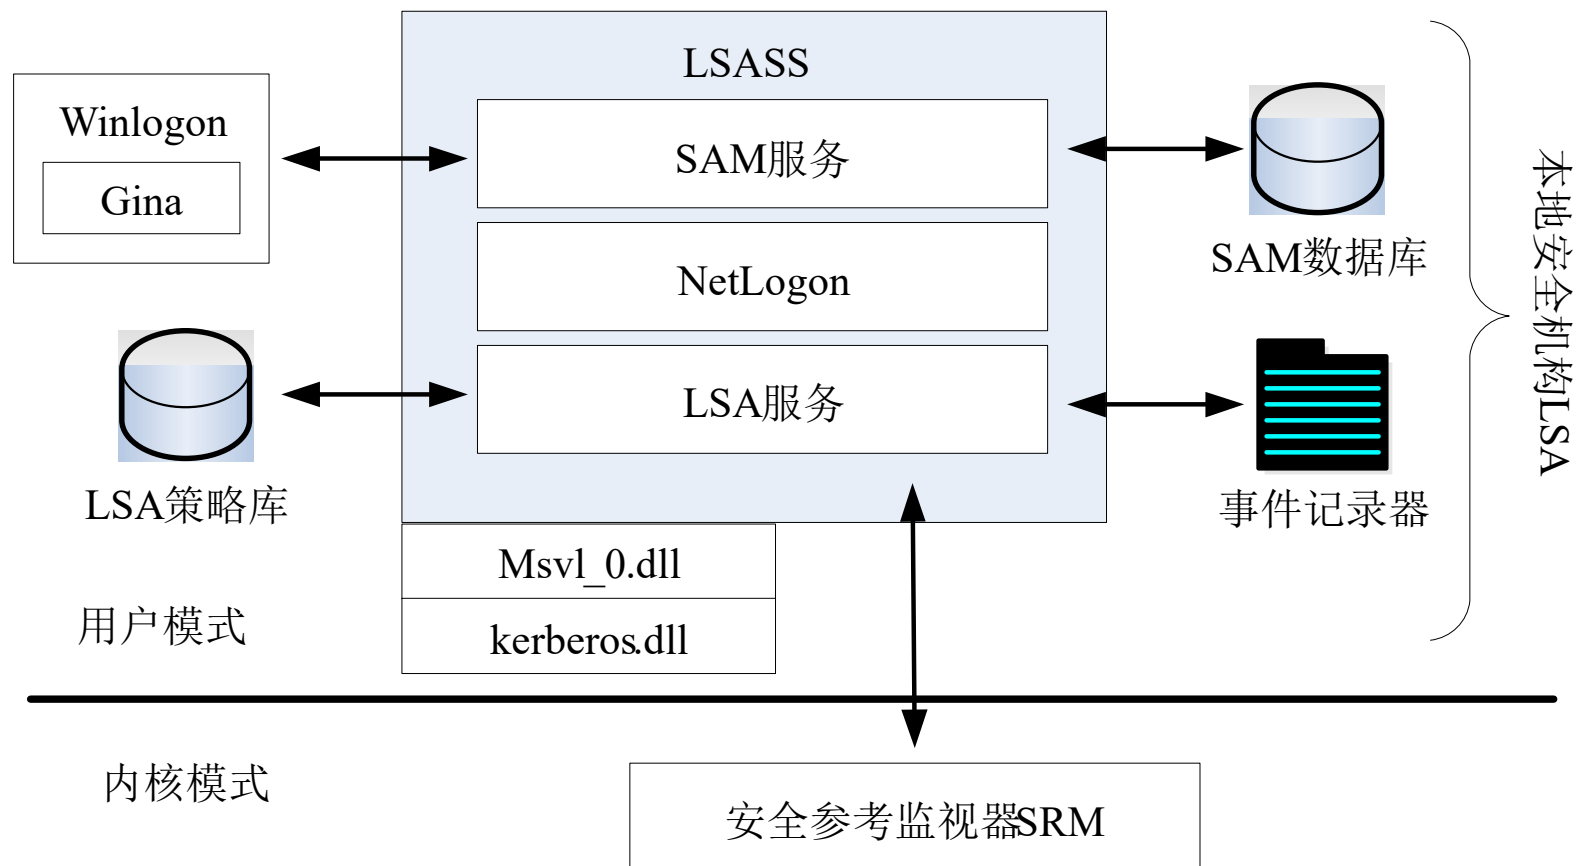 LSASS
Winlogon
Gina
SAM服务
NetLogon
LSA服务
SAM数据库
LSA策略库
事件记录器
本地安全机构LSA
Msvl_0.dll
kerberos.dll
用户模式
内核模式
安全参考监视器SRM